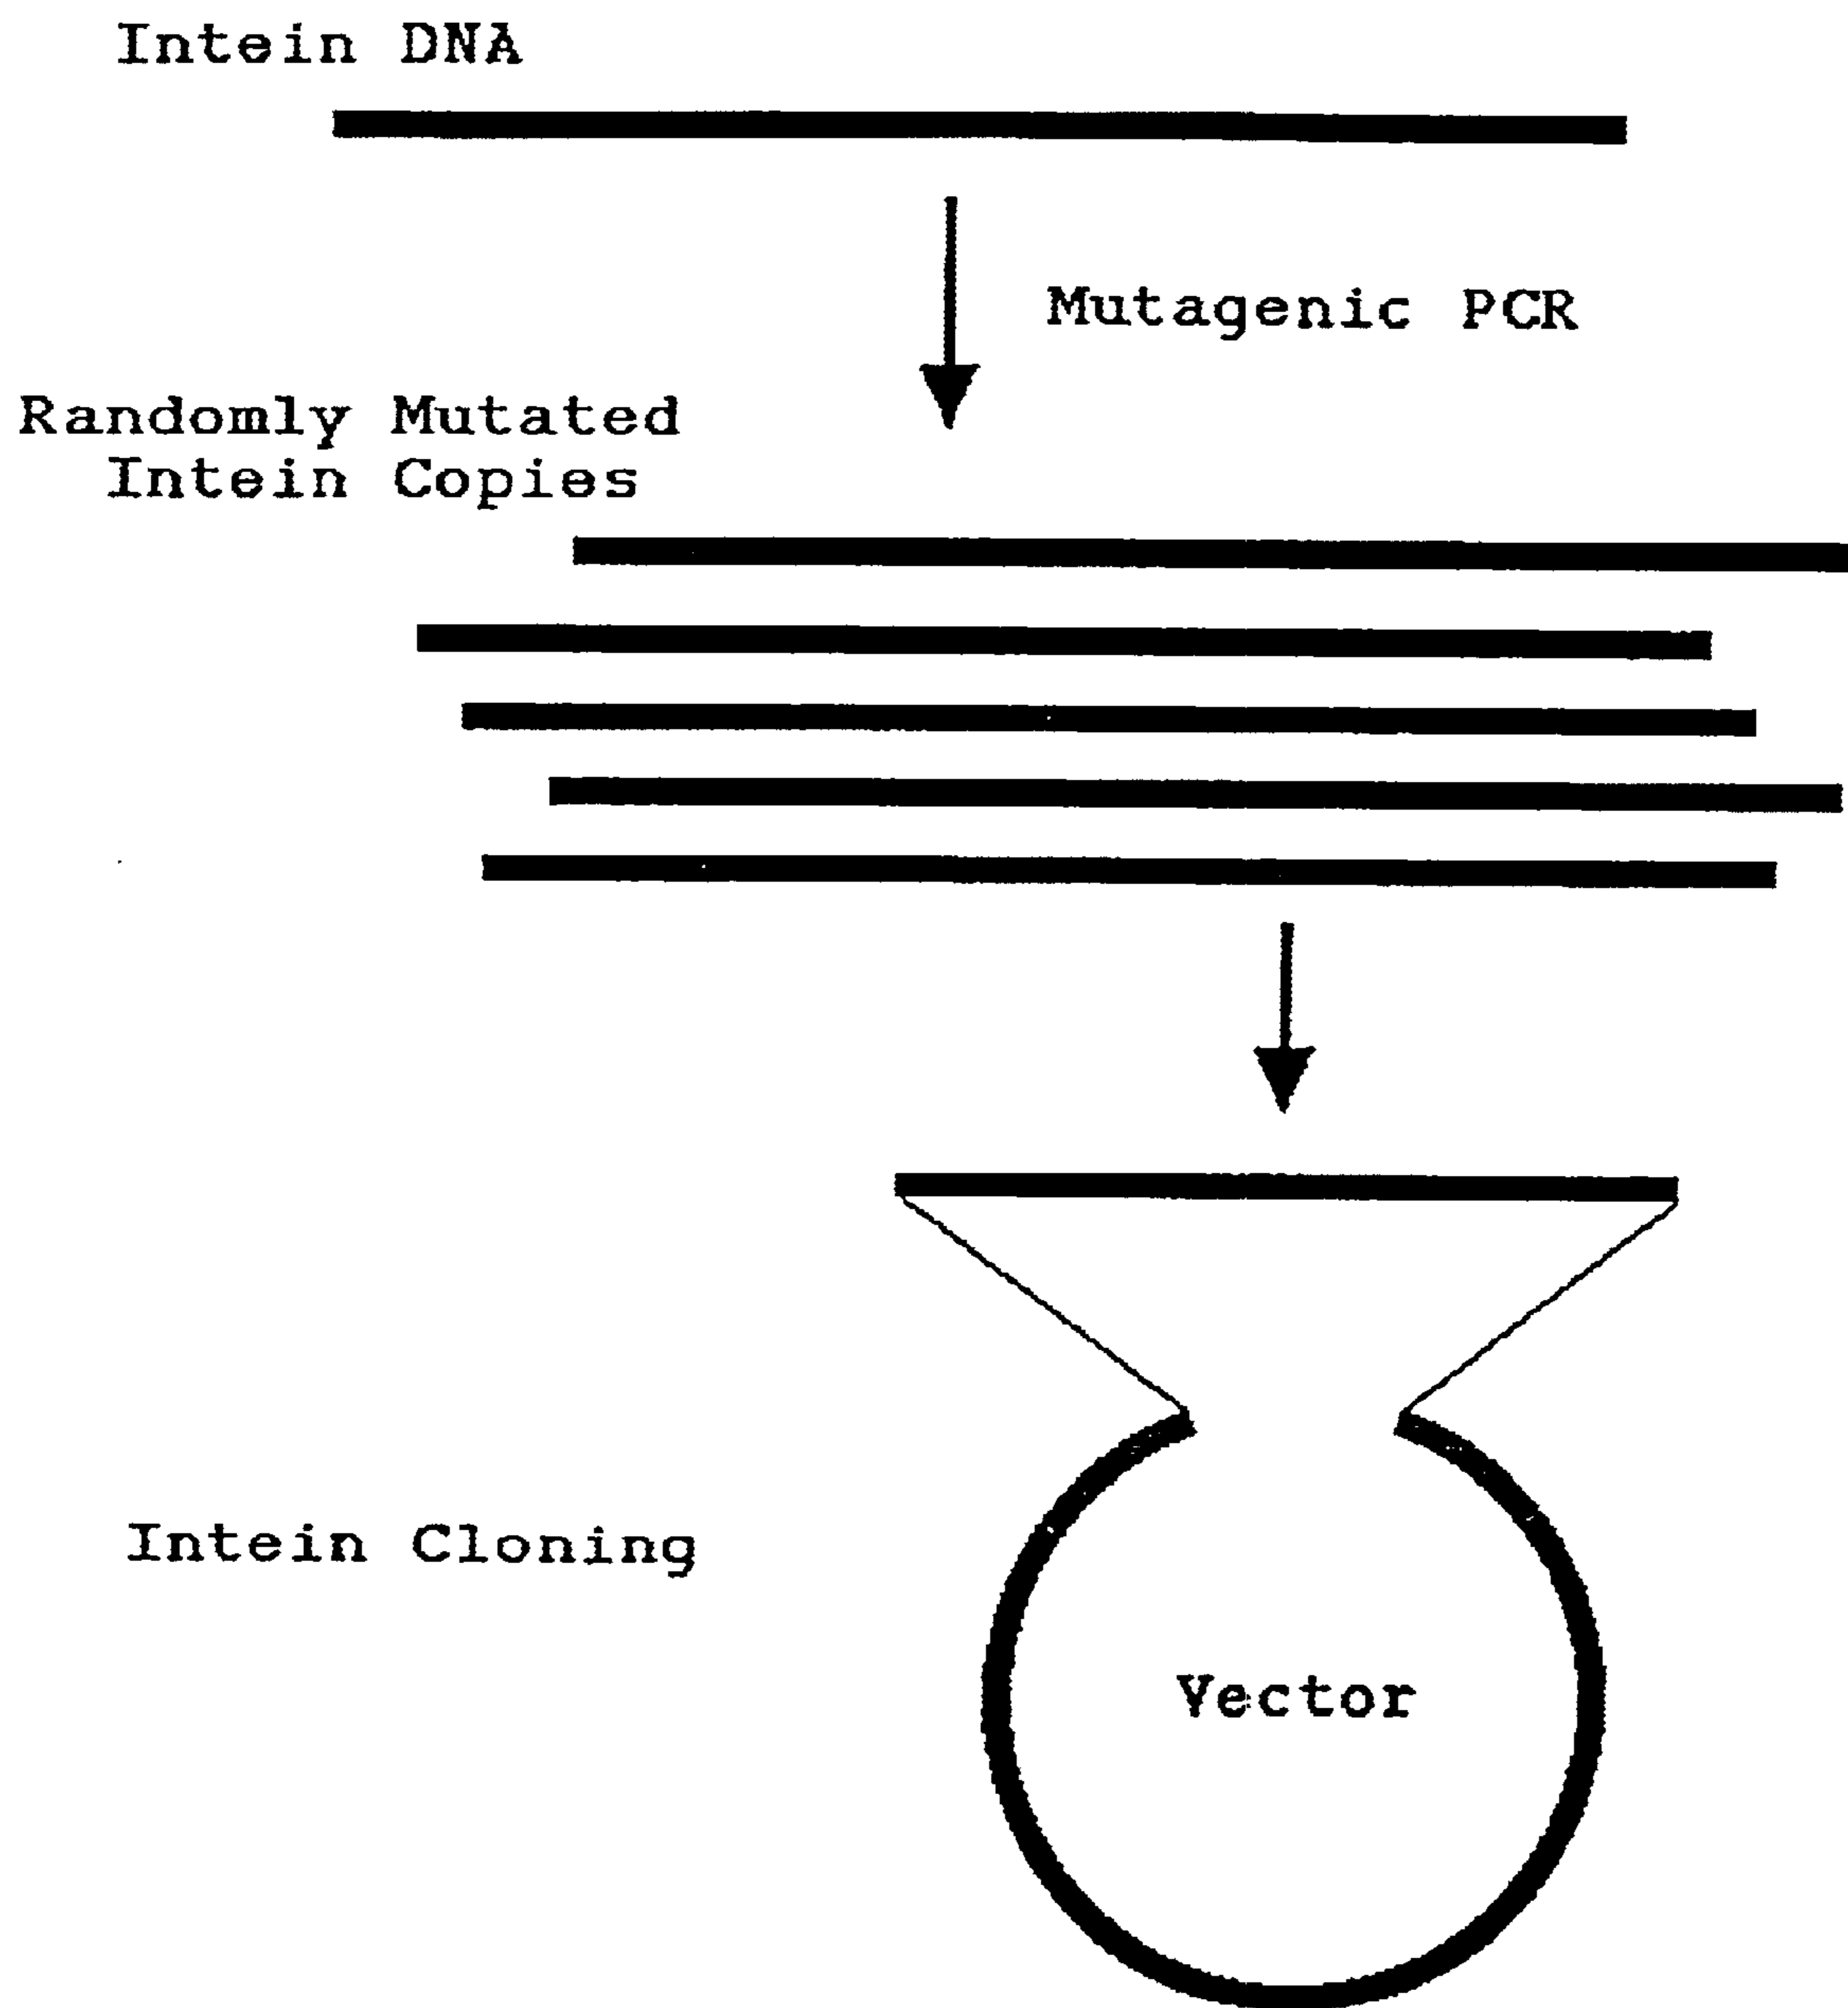 Intein DNA
Mutagenic PCR
Randomly Mutated
Intein Copies
Intein Cloning
Vector